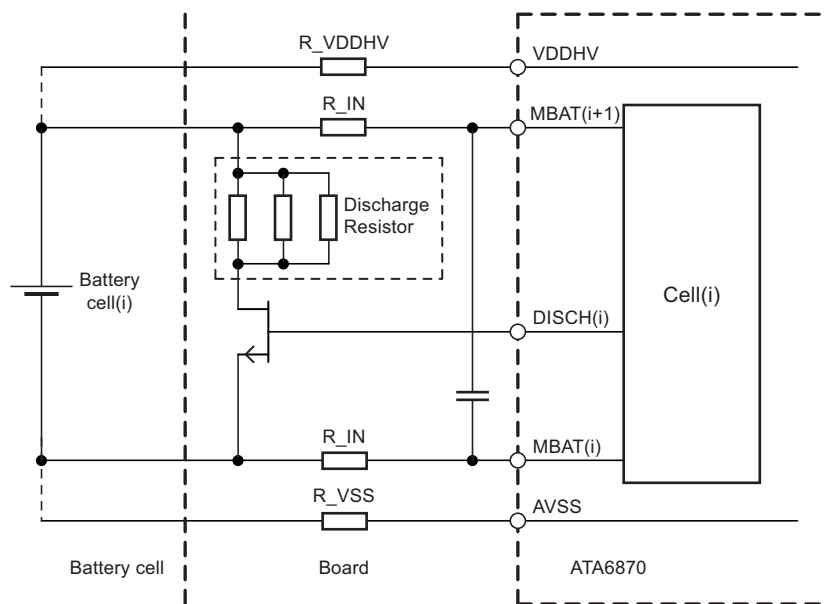 R_VDDHV
VDDHV
R_IN
MBAT(i+1)
Discharge
Resistor
Battery
cell(i)
Cell(i)
DISCH(i)
R_IN
MBAT(i)
R_VSS
AVSS
Battery cell
Board
ATA6870